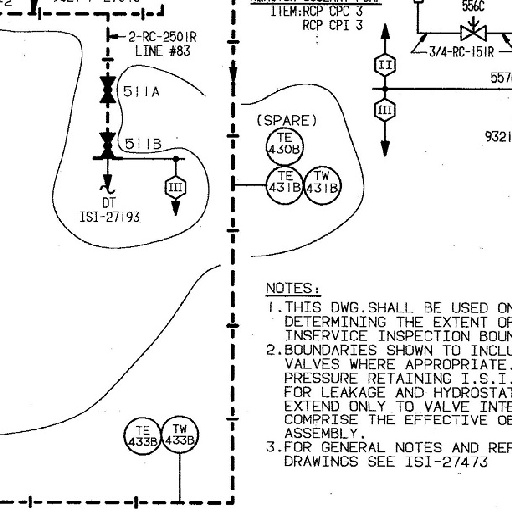 ITEM:RCP CPC 3
RCP CPI 3
556C
3/4-RC-151R
2-RC-2501R
LINE #83
II
511A
557
III
(SPARE)
511B
TE
430B
9321
TE
431B
TW
431B
III
DT
ISI-27193
NOTES:
1.THIS DWG.SHALL BE USED ON
DETERMINING THE EXTENT OF
INSERVICE INSPECTION BOUN
2.BOUNDARIES SHOWN TO INCLU
VALVES WHERE APPROPRIATE.
PRESSURE RETAINING I.S.I.
FOR LEAKAGE AND HYDROSTAT
EXTEND ONLY TO VALVE INTE
COMPRISE THE EFFECTIVE OB
ASSEMBLY.
3.FOR GENERAL NOTES AND REF
DRAWINGS SEE ISI-27473
TE
433B
TW
433B